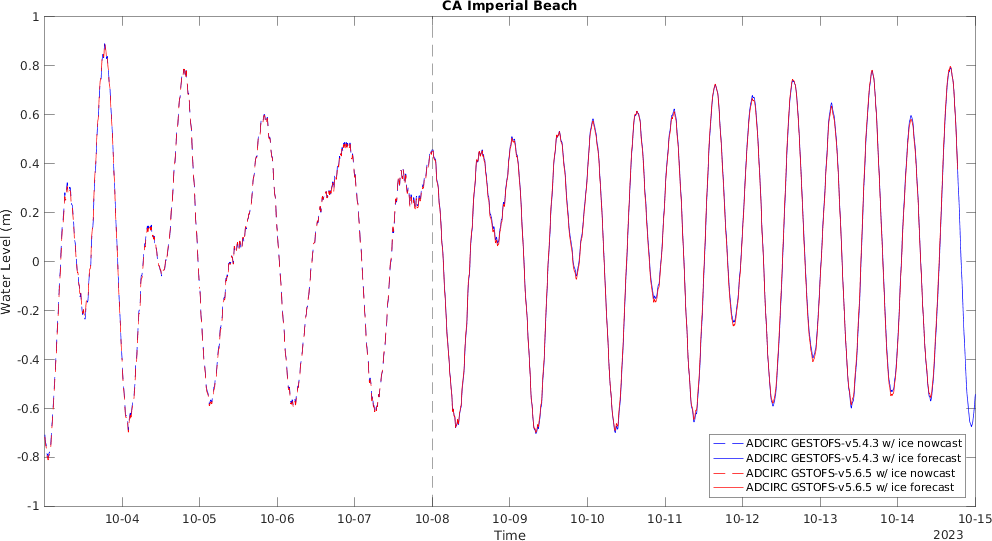 CA Imperial Beach
1
0.8
0.6
0.4
0.2
0
-0.2
-0.4
-0.6
-0.8
-1
Water Level (m)
ADCIRC GESTOFS-v5.4.3 w/ ice nowcast
ADCIRC GESTOFS-v5.4.3 w/ ice forecast
ADCIRC GSTOFS-v5.6.5 w/ ice nowcast
ADCIRC GSTOFS-v5.6.5 w/ ice forecast
10-04 10-05 10-06 10-07 10-08 10-09 10-10 10-11 10-12 10-13 10-14 10-15
Time
2023